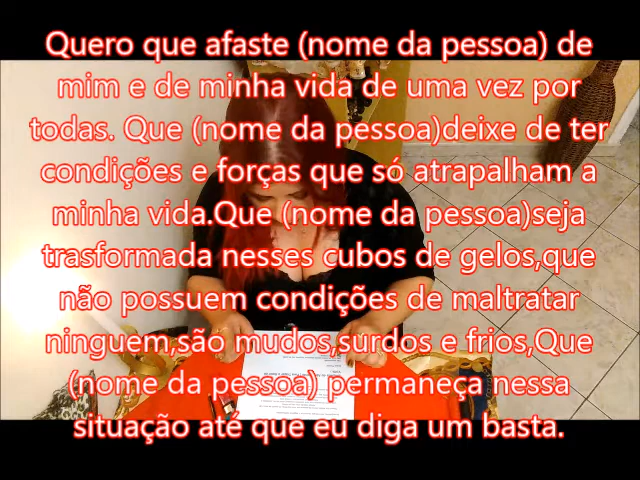 Quero que afaste (nome da pessoa) de
mim e de minha vida de uma vez por
todas. Que (nome da pessoa)deixe de ter
condições e forças que só atrapalham a
minha vida.Que (nome da pessoa)seja
trasformada nesses cubos de gelos,que
não possuem condições de maltratar
ninguem,são mudos,surdos e frios,Que
(nome da pessoa) permaneça nessa
situação até que eu diga um basta.